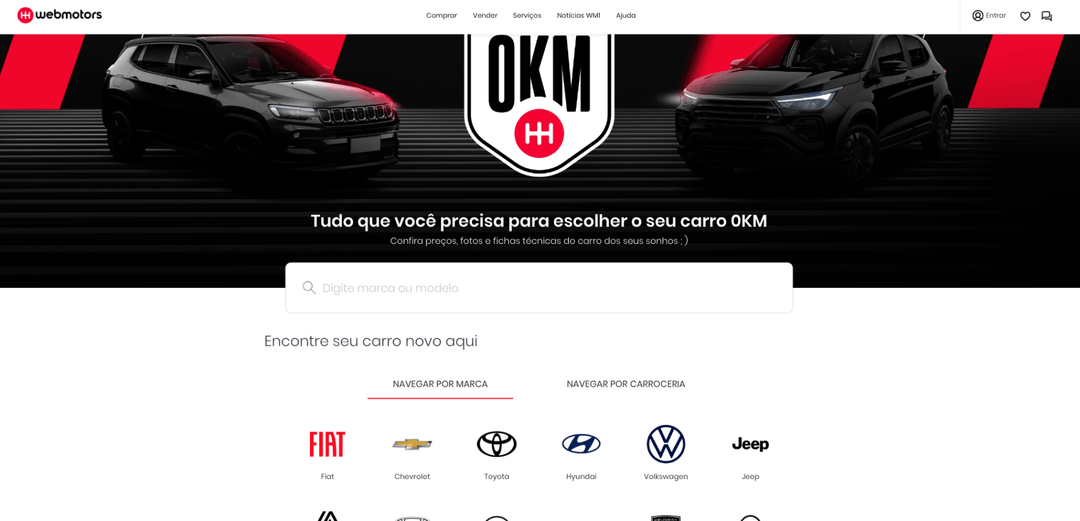 webmotors
Comprar
Vender
Serviços
Notícias WM1
Ajuda
Entrar
0KM
Tudo que você precisa para escolher o seu carro 0KM
Confira preços, fotos e fichas técnicas do carro dos seus sonhos ; )
Digite marca ou modelo
Encontre seu carro novo aqui
NAVEGAR POR MARCA
NAVEGAR POR CARROCERIA
FIAT
Jeep
Fiat
Chevrolet
Toyota
Hyundai
Volkswagen
Jeep